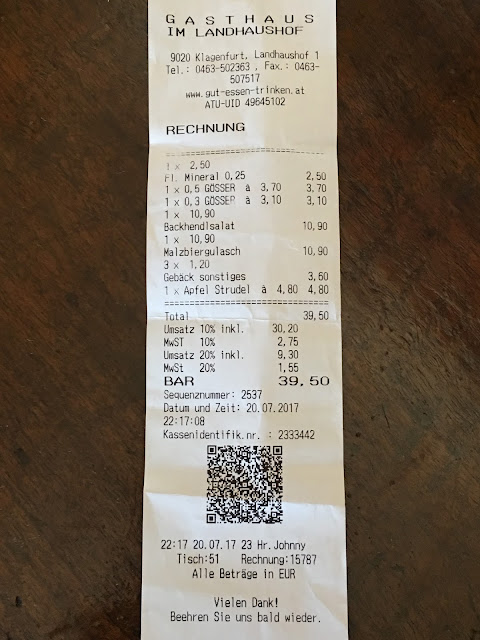 GASTHAUS
IM LANDHAUSHOF
9020 Klagenfurt, Landhaushof 1
Tel.: 0463-502363 , Fax.: 0463-
507517
www.gut-essen-trinken.at
ATU-UID 49645102
RECHNUNG
1 x 2,50
Fl. Mineral 0,25 2,50
1 x 0,5 GÖSSER à 3,70 3,70
1 x 0,3 GÖSSER à 3,10 3,10
1 x 10,90
Backhendlsalat 10,90
1 x 10,90
Malzbiergulasch 10,90
3 x 1,20
Gebäck sonstiges 3,60
1 x Apfel Strudel à 4,80 4,80
Total 39,50
Umsatz 10% inkl. 30,20
MwST 10% 2,75
Umsatz 20% inkl. 9,30
MwSt 20% 1,55
BAR 39,50
Sequenznummer: 2537
Datum und Zeit: 20.07.2017
22:17:08
Kassenidentifik.nr. : 2333442
22:17 20.07.17 23 Hr.Johnny
Tisch:51 Rechnung:15787
Alle Beträge in EUR
Vielen Dank!
Beehren Sie uns bald wieder.